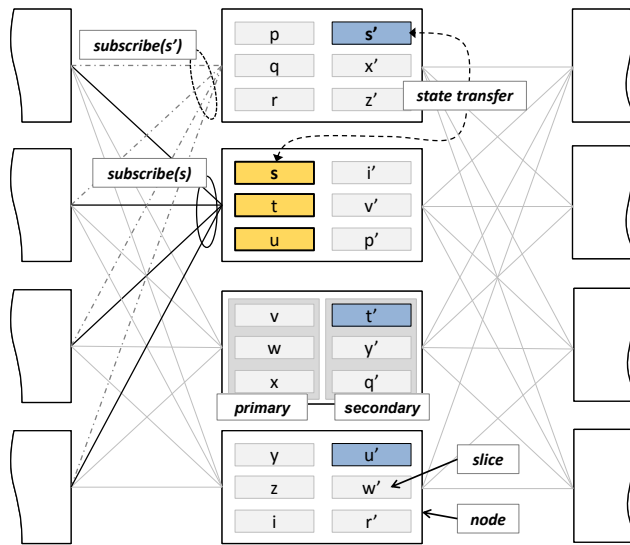 subscribe(s’)
p s’
q x’
r z’
state transfer
subscribe(s)
s i’
t v’
u p’
v t’
w y’
x q’
primary secondary
y u’
z w’
i r’
slice
node